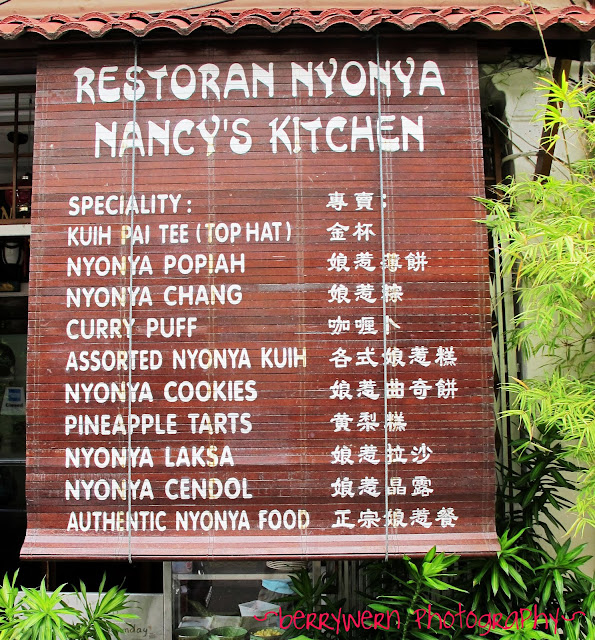 RESTORAN NYONYA
NANCY'S KITCHEN
SPECIALITY: 專賣:
KUIH PAI TEE (TOP HAT) 金杯
NYONYA POPIAH 娘惹薄餅
NYONYA CHANG 娘惹粽
CURRY PUFF 咖喱卜
ASSORTED NYONYA KUIH 各式娘惹糕
NYONYA COOKIES 娘惹曲奇餅
PINEAPPLE TARTS 黄梨糕
NYONYA LAKSA 娘惹拉沙
NYONYA CENDOL 娘惹晶露
AUTHENTIC NYONYA FOOD 正宗娘惹餐
~berrywern photography~